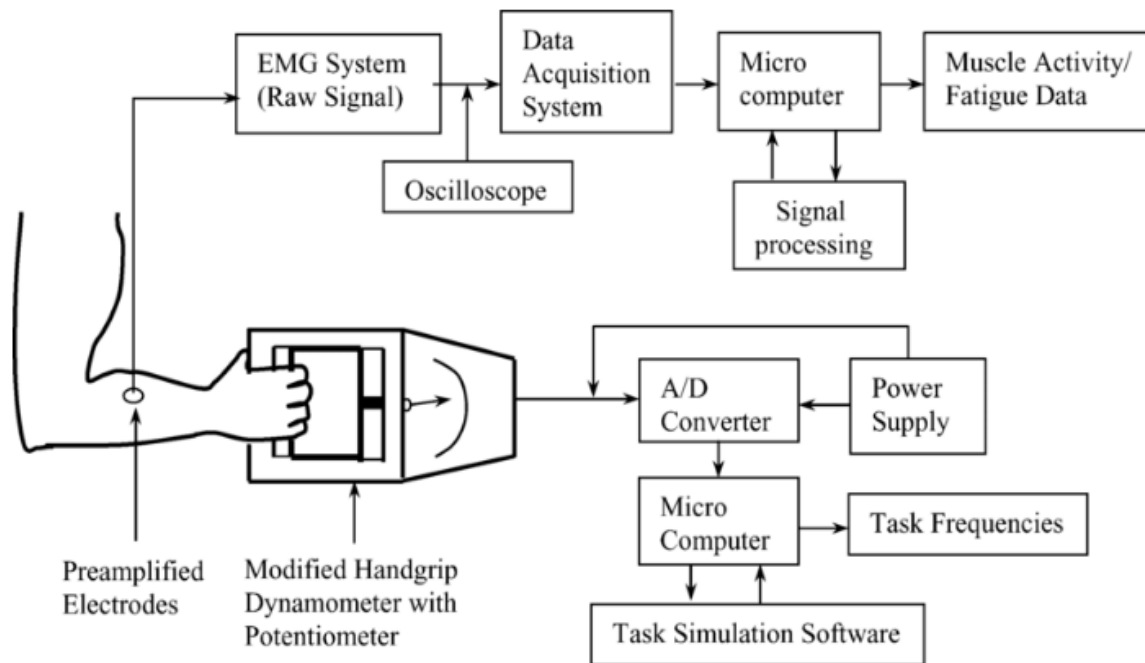 EMG System
(Raw Signal)
Data
Acquisition
System
Micro
computer
Muscle Activity/
Fatigue Data
Oscilloscope
Signal
processing
A/D
Converter
Power
Supply
Micro
Computer
Task Frequencies
Task Simulation Software
Preamplified
Electrodes
Modified Handgrip
Dynamometer with
Potentiometer